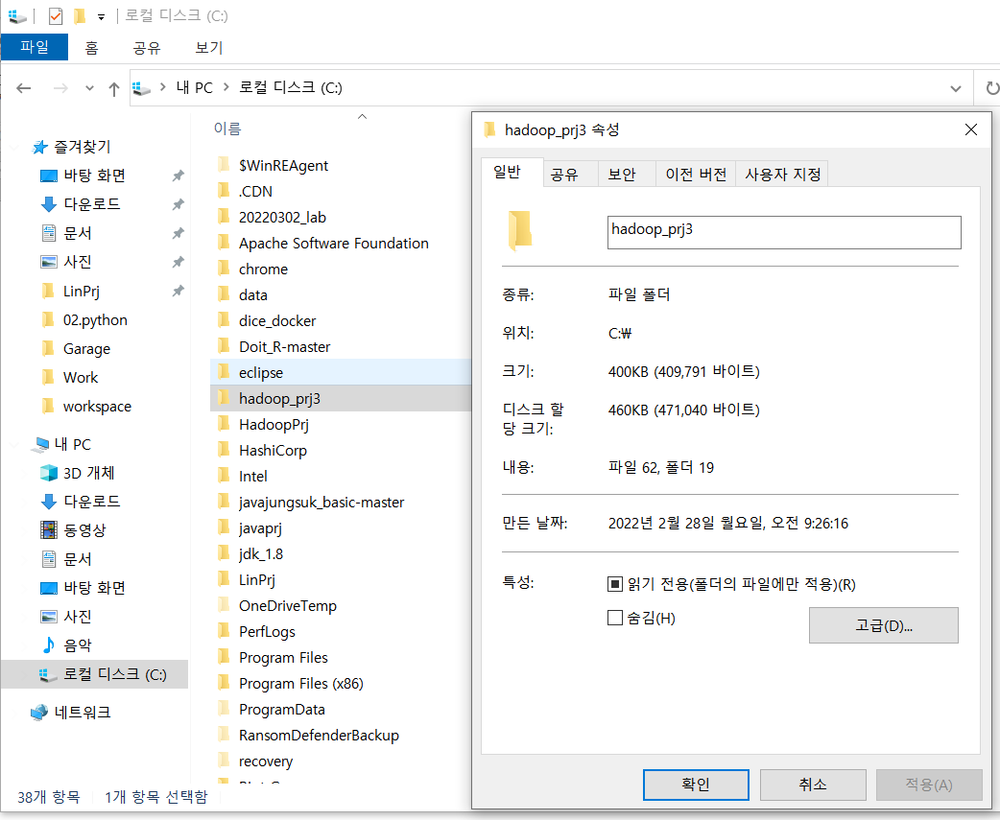 로컬 디스크 (C:)
파일 홈 공유 보기
내 PC 로컬 디스크 (C:)
즐겨찾기
바탕 화면
다운로드
문서
사진
LinPrj
02.python
Garage
Work
workspace
내 PC
3D 개체
다운로드
동영상
문서
바탕 화면
사진
음악
로컬 디스크 (C:)
네트워크
이름
$WinREAgent
.CDN
20220302_lab
Apache Software Foundation
chrome
data
dice_docker
Doit_R-master
eclipse
hadoop_prj3
HadoopPrj
HashiCorp
Intel
javajungsuk_basic-master
javaprj
jdk_1.8
LinPrj
OneDriveTemp
PerfLogs
Program Files
Program Files (x86)
ProgramData
RansomDefenderBackup
recovery
38개 항목 1개 항목 선택함
hadoop_prj3 속성
일반 공유 보안 이전 버전 사용자 지정
hadoop_prj3
종류: 파일 폴더
위치: C:₩
크기: 400KB (409,791 바이트)
디스크 할 460KB (471,040 바이트)
당 크기:
내용: 파일 62, 폴더 19
만든 날짜: 2022년 2월 28일 월요일, 오전 9:26:16
특성: 읽기 전용(폴더의 파일에만 적용)(R)
숨김(H)
고급(D)...
확인 취소 적용(A)